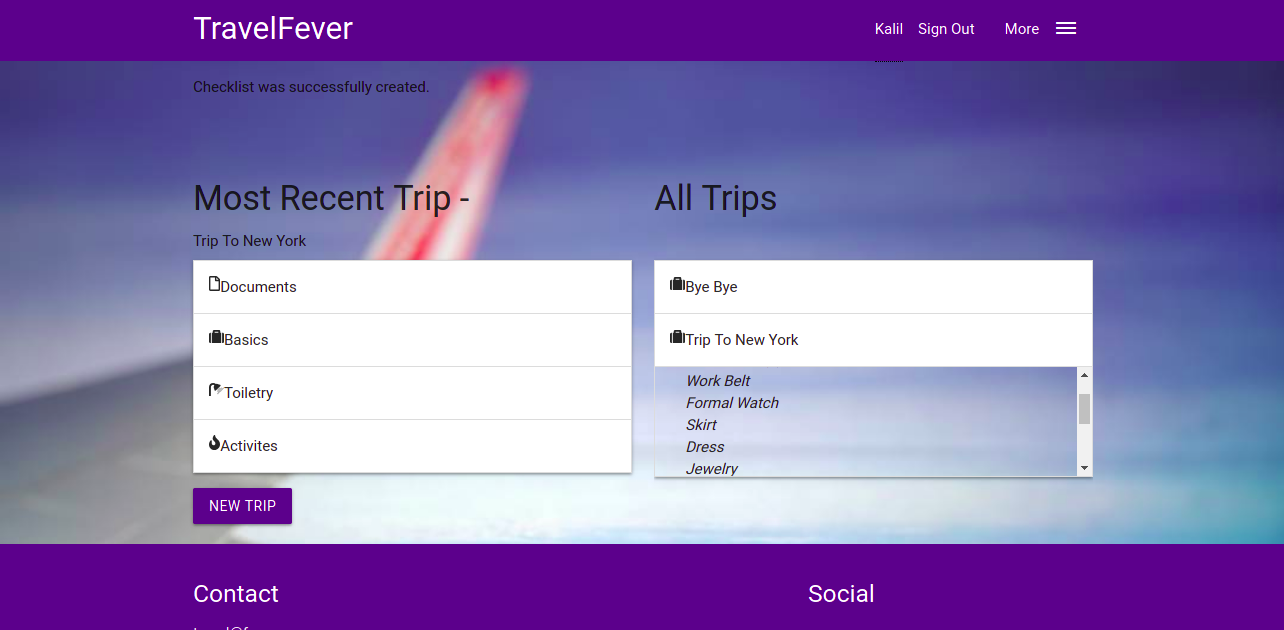 TravelFever
Kalil Sign Out More
Checklist was successfully created.
Most Recent Trip -
Trip To New York
Documents
Basics
Toiletry
Activites
NEW TRIP
All Trips
Bye Bye
Trip To New York
Work Belt
Formal Watch
Skirt
Dress
Jewelry
Contact
Social